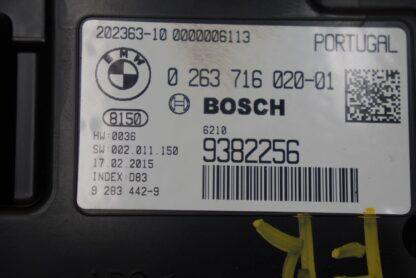 202363-10 0000006113
PORTUGAL
BMW
0 263 716 020-01
BOSCH
8150
HW:0036
SW:002.011.150
17.02.2015
INDEX:D83
9 283 442-9
6210
9382256